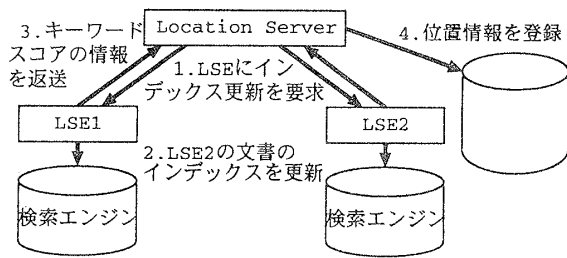 3.キーワード
スコアの情報
を返送
Location Server
4.位置情報を登録
1.LSEにイン
デックス更新を要求
LSE1
LSE2
2.LSE2の文書の
インデックスを更新
検索エンジン
検索エンジン